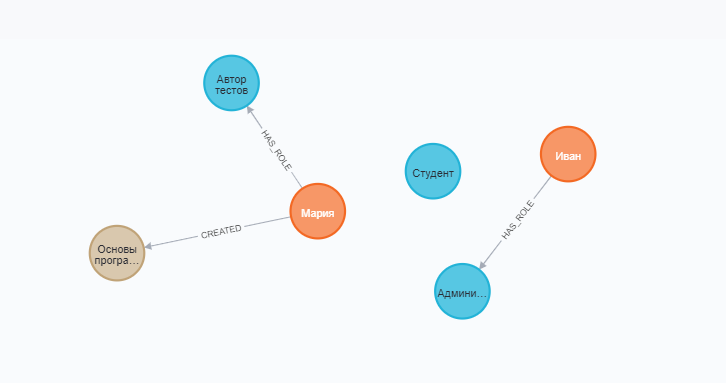 Автор
тестов
HAS_ROLE
Мария
CREATED
Основы
програ…
Студент
Иван
HAS_ROLE
Админи…